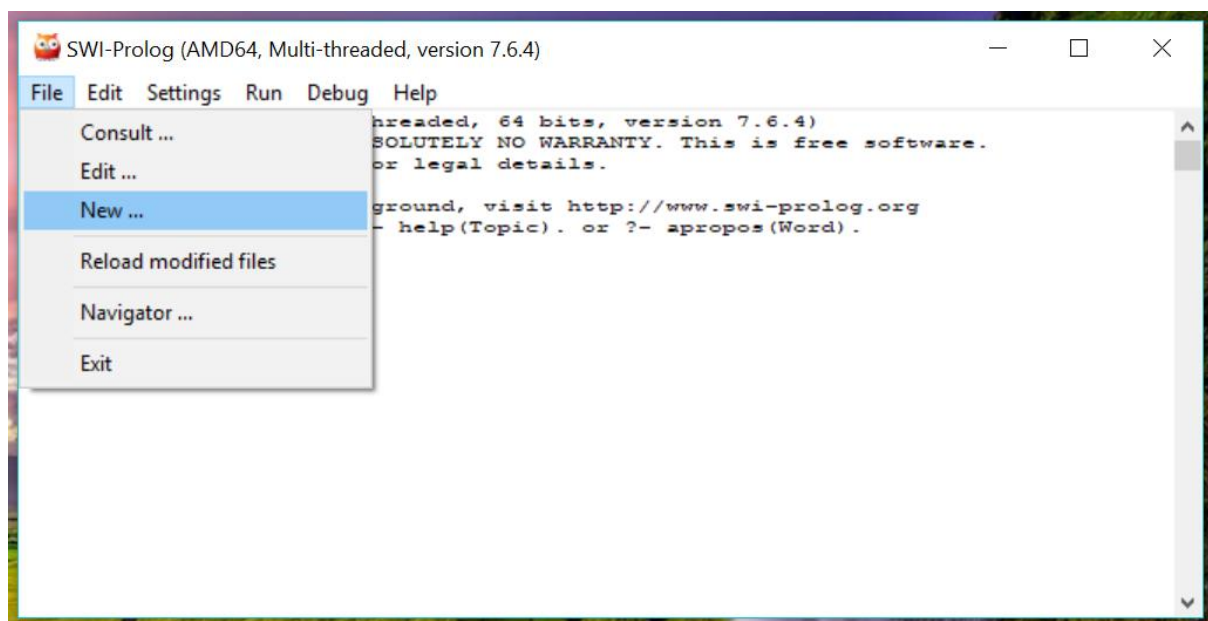 SWI-Prolog (AMD64, Multi-threaded, version 7.6.4)
File Edit Settings Run Debug Help
Consult ...
Edit ...
New ...
Reload modified files
Navigator ...
Exit
hreaded, 64 bits, version 7.6.4)
SOLUTELY NO WARRANTY. This is free software.
or legal details.
ground, visit http://www.swi-prolog.org
- help(Topic). or ?- apropos(Word).